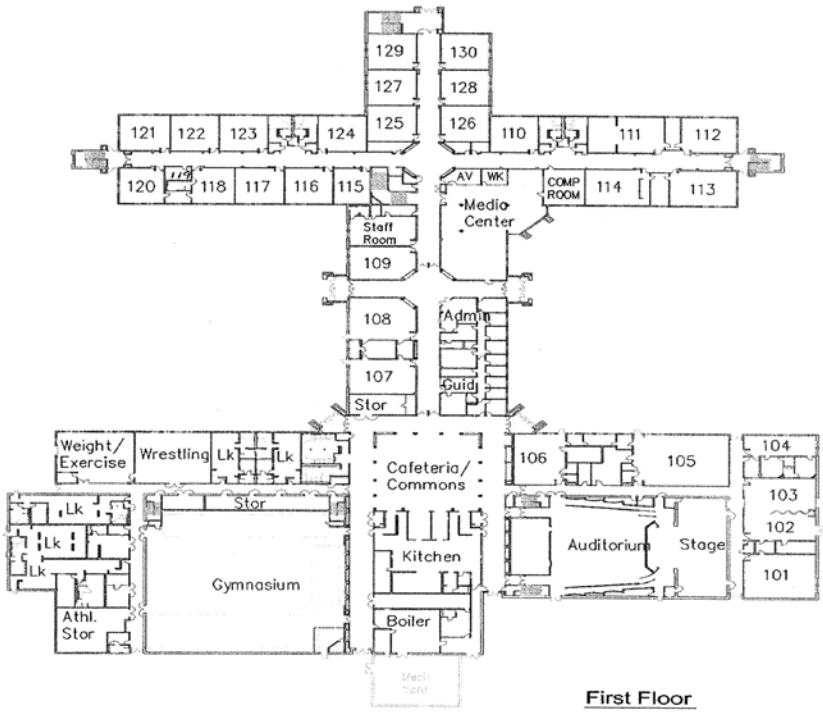 129 130
127 128
125 126
121 122 123 124 110 111 112
120 119 118 117 116 115 AV WK COMP ROOM 114 113
Media
Center
Staff
Room
109
108
Admin
107
Guid
Stor
Weight/
Exercise
Wrestling
Lk
Lk
Cafeteria/
Commons
106
105
104
103
102
101
Stor
Lk
Lk
Lk
Gymnasium
Kitchen
Auditorium
Stage
Athl.
Stor
Boiler
Mech
Yard
First Floor